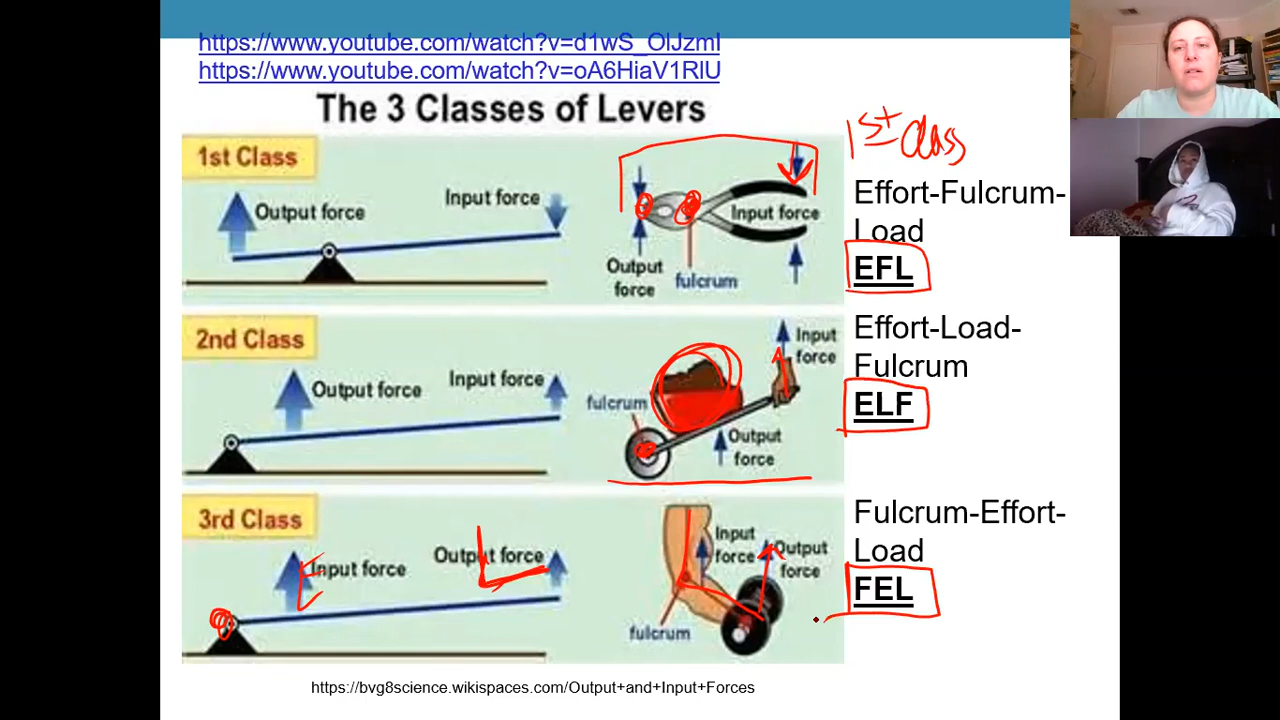 https://www.youtube.com/watch?v=d1wS_OlJzmI
https://www.youtube.com/watch?v=oA6HiaV1RlU
The 3 Classes of Levers
1st Class
Output force
Input force
Input force
Output
force
fulcrum
1st class
Effort-Fulcrum-
Load
EFL
2nd Class
Output force
Input force
Input
force
fulcrum
Output
force
Effort-Load-
Fulcrum
ELF
3rd Class
Input force
E
Output force
L
Input
force
Output
force
fulcrum
Fulcrum-Effort-
Load
FEL
https://bvg8science.wikispaces.com/Output+and+Input+Forces